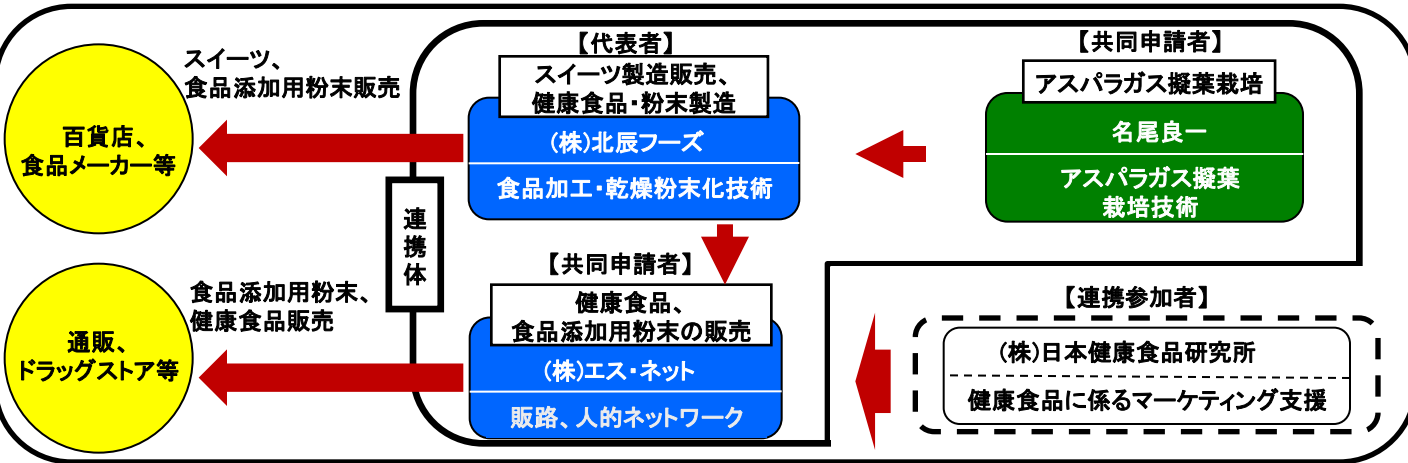 スイーツ、
食品添加用粉末販売
百貨店、
食品メーカー等
【代表者】
スイーツ製造販売、
健康食品・粉末製造
(株)北辰フーズ
食品加工・乾燥粉末化技術
【共同申請者】
アスパラガス擬葉栽培
名尾良一
アスパラガス擬葉
栽培技術
連携体
食品添加用粉末、
健康食品販売
通販、
ドラッグストア等
【共同申請者】
健康食品、
食品添加用粉末の販売
(株)エス・ネット
販路、人的ネットワーク
【連携参加者】
(株)日本健康食品研究所
健康食品に係るマーケティング支援